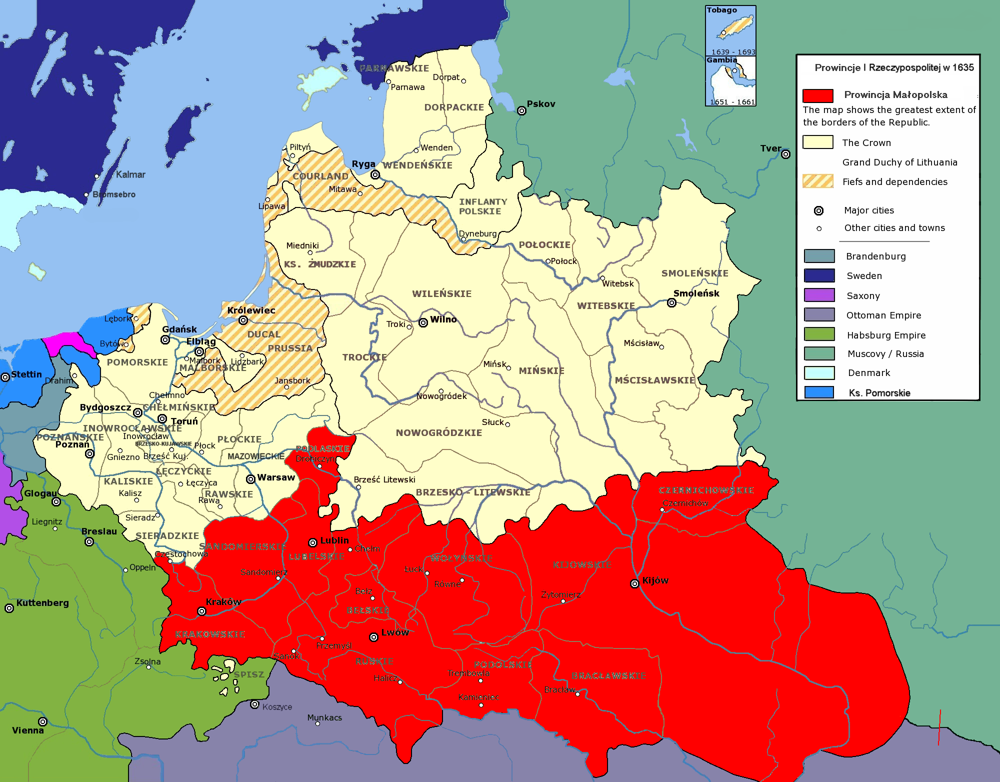 Tobago
1639 - 1693
Gambia
1651 - 1661
Prowincje I Rzeczypospolitej w 1635
Prowincja Małopolska
The map shows the greatest extent of
the borders of the Republic.
The Crown
Grand Duchy of Lithuania
Fiefs and dependencies
Major cities
Other cities and towns
Brandenburg
Sweden
Saxony
Ottoman Empire
Habsburg Empire
Muscovy / Russia
Denmark
Ks. Pomorskie
PARNAWSKIE
Dorpat
Parnawa
DORPACKIE
Pskov
Piltyń
Wenden
Tver
Ryga
WENDEŃSKIE
Kalmar
COURLAND
Mitawa
Bromsebro
Lipawa
INFLANTY
POLSKIE
Dyneburg
Miedniki
POŁOCKIE
KS. ŻMUDZKIE
Połock
SMOLEŃSKIE
Witebsk
WILEŃSKIE
Smoleńsk
WITEBSKIE
Królewiec
Lębork
Wilno
Troki
Gdańsk
DUCAL
PRUSSIA
Elbląg
Bytów
Mścisław
POMORSKIE
Malbork
Lidzbark
MALBORSKIE
TROCKIE
Mińsk
MIŃSKIE
Stettin
Drahim
Jansbork
MŚCISŁAWSKIE
Chełmno
Nowogródek
Bydgoszcz
CHEŁMIŃSKIE
Toruń
Słuck
INOWROCŁAWSKIE
Inowrocław
NOWOGRÓDZKIE
POZNAŃSKIE
Poznań
BRZESKO-KUJAWSKIE
Płock
PŁOCKIE
PODLASKIE
Gniezno
Brześć Kuj.
MAZOWIECKIE
Drohiczyn
ŁĘCZYCKIE
Warsaw
KALISKIE
Łęczyca
Brześć Litewski
Glogau
Kalisz
RAWSKIE
Rawa
BRZESKO - LITEWSKIE
CZERNICHOWSKIE
Czernichów
Sieradz
Liegnitz
Breslau
SIERADZKIE
Lublin
SANDOMIERSKIE
Chełm
Częstochowa
LUBELSKIE
WOŁYŃSKIE
KIJOWSKIE
Oppeln
Sandomierz
Łuck
Równe
Kijów
Bełz
Żytomierz
Kuttenberg
Kraków
BEŁSKIE
KRAKOWSKIE
Lwów
Przemyśl
Sanok
Zsolna
RUSKIE
PODOLSKIE
SPISZ
Trembowla
Halicz
BRACŁAWSKIE
Bracław
Kamieniec
Koszyce
Munkacs
Vienna